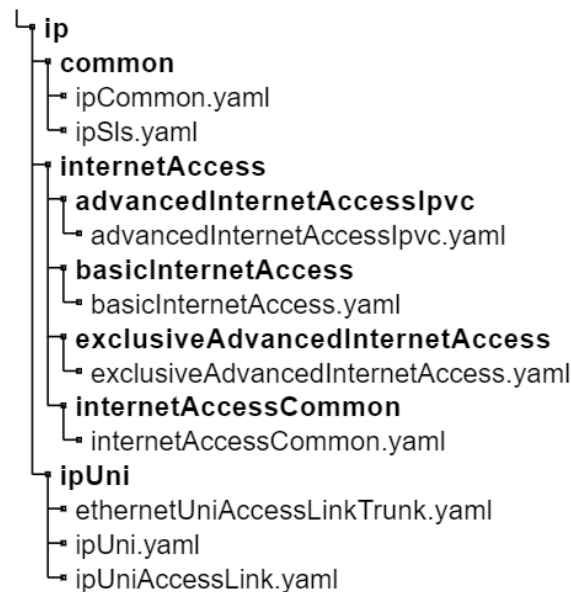 ip
common
ipCommon.yaml
ipSls.yaml
internetAccess
advancedInternetAccessIpvc
advancedInternetAccessIpvc.yaml
basicInternetAccess
basicInternetAccess.yaml
exclusiveAdvancedInternetAccess
exclusiveAdvancedInternetAccess.yaml
internetAccessCommon
internetAccessCommon.yaml
ipUni
ethernetUniAccessLinkTrunk.yaml
ipUni.yaml
ipUniAccessLink.yaml